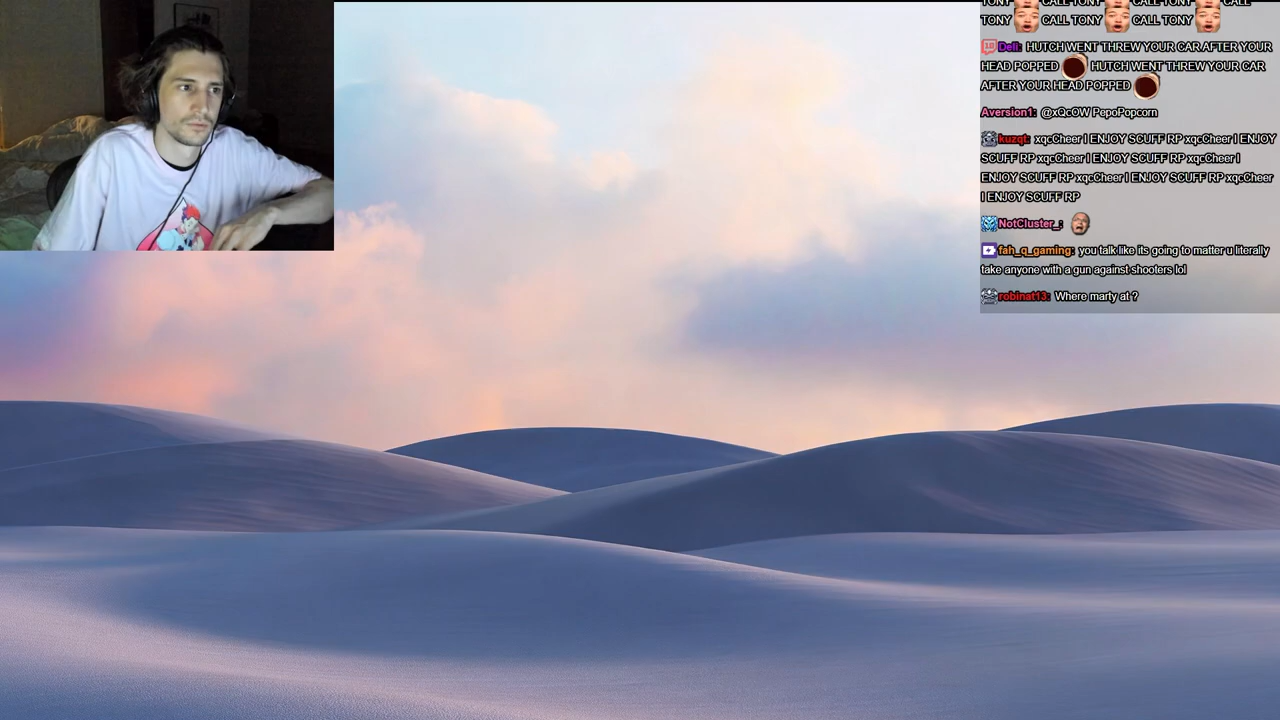 TONY CALL TONY CALL TONY CALL
TONY CALL TONY CALL TONY
Deli: HUTCH WENT THREW YOUR CAR AFTER YOUR
HEAD POPPED HUTCH WENT THREW YOUR CAR
AFTER YOUR HEAD POPPED
Aversion1: @xQcOW PepoPopcorn
kuzqt: xqcCheer I ENJOY SCUFF RP xqcCheer I ENJOY
SCUFF RP xqcCheer I ENJOY SCUFF RP xqcCheer I
ENJOY SCUFF RP xqcCheer I ENJOY SCUFF RP xqcCheer
I ENJOY SCUFF RP
NotCluster_:
fah_q_gaming: you talk like its going to matter u literally
take anyone with a gun against shooters lol
robinat13: Where marty at ?